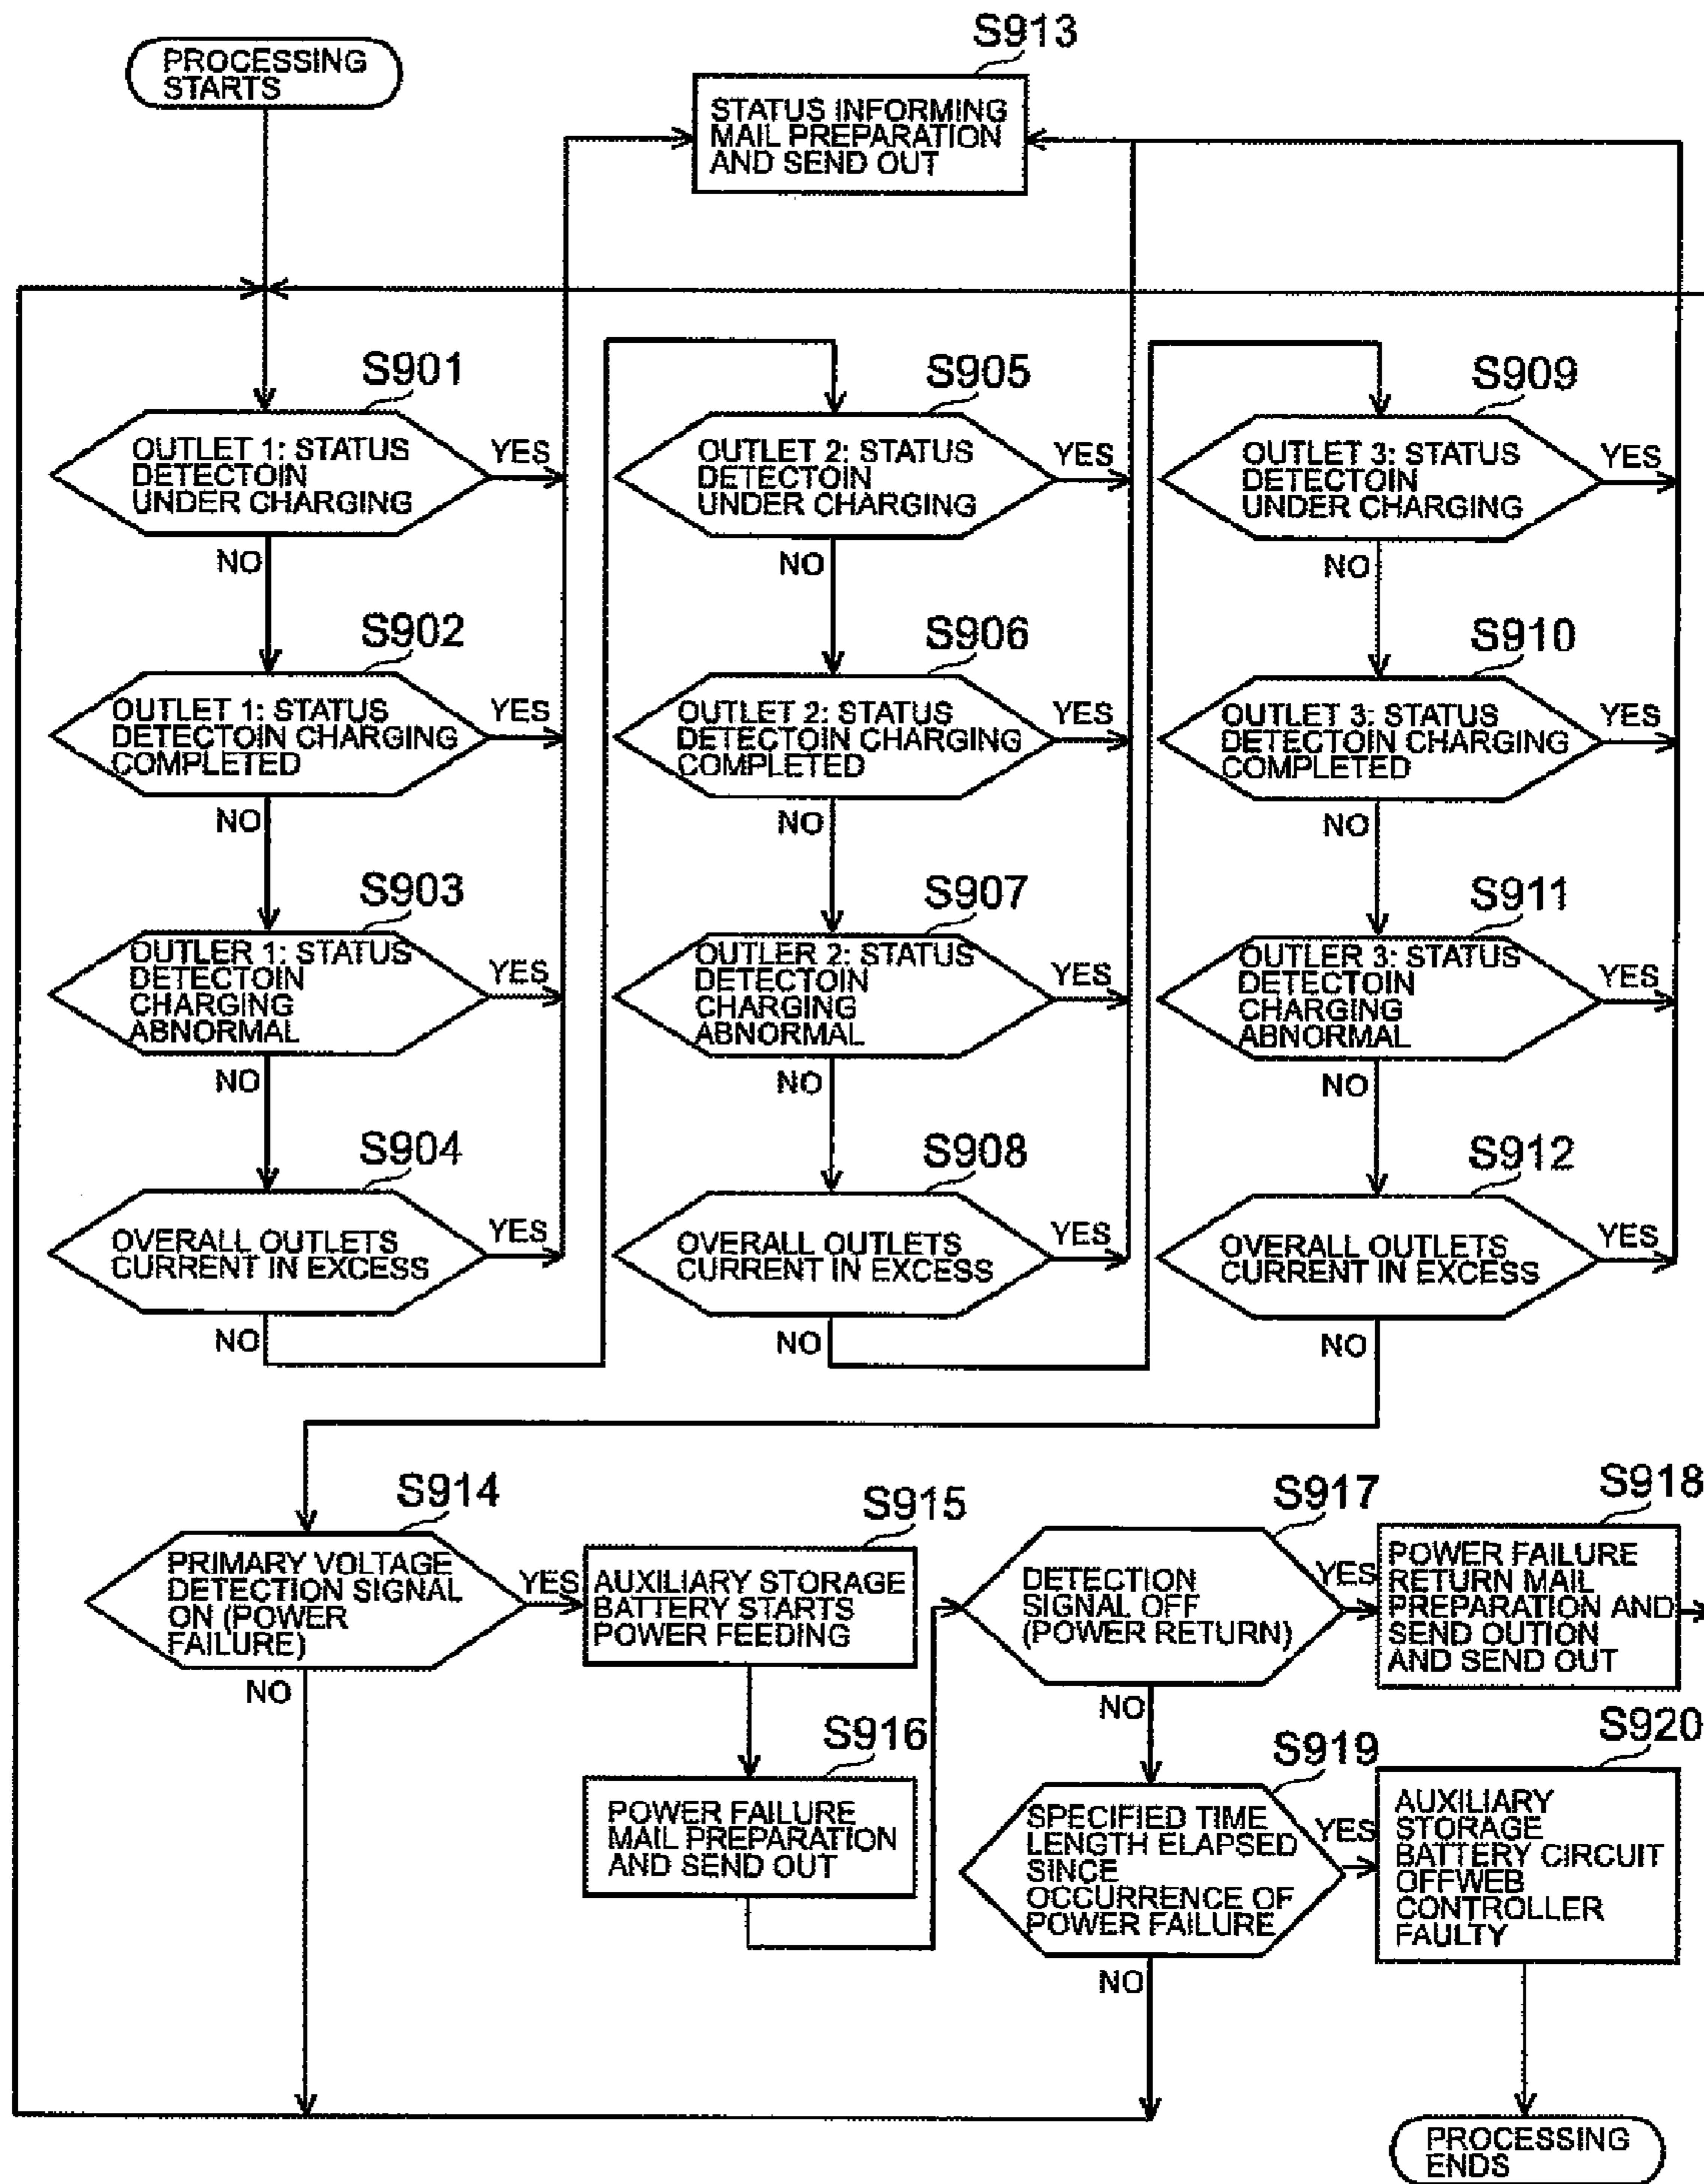 S913
PROCESSING
STARTS
STATUS INFORMING
MAIL PREPARATION
AND SEND OUT
S901
OUTLET 1: STATUS
DETECTOIN
UNDER CHARGING
YES
NO
S902
OUTLET 1: STATUS
DETECTOIN CHARGING
COMPLETED
YES
NO
S903
OUTLER 1: STATUS
DETECTOIN
CHARGING
ABNORMAL
YES
NO
S904
OVERALL OUTLETS
CURRENT IN EXCESS
YES
NO
S905
OUTLET 2: STATUS
DETECTOIN
UNDER CHARGING
YES
NO
S906
OUTLET 2: STATUS
DETECTOIN CHARGING
COMPLETED
YES
NO
S907
OUTLER 2: STATUS
DETECTOIN
CHARGING
ABNORMAL
YES
NO
S908
OVERALL OUTLETS
CURRENT IN EXCESS
YES
NO
S909
OUTLET 3: STATUS
DETECTOIN
UNDER CHARGING
YES
NO
S910
OUTLET 3: STATUS
DETECTOIN CHARGING
COMPLETED
YES
NO
S911
OUTLER 3: STATUS
DETECTOIN
CHARGING
ABNORMAL
YES
NO
S912
OVERALL OUTLETS
CURRENT IN EXCESS
YES
NO
S914
PRIMARY VOLTAGE
DETECTION SIGNAL
ON (POWER
FAILURE)
YES
NO
S915
AUXILIARY STORAGE
BATTERY STARTS
POWER FEEDING
S916
POWER FAILURE
MAIL PREPARATION
AND SEND OUT
S917
DETECTION
SIGNAL OFF
(POWER RETURN)
YES
NO
S918
POWER FAILURE
RETURN MAIL
PREPARATION AND
SEND OUTION
AND SEND OUT
S919
SPECIFIED TIME
LENGTH ELAPSED
SINCE
OCCURRENCE OF
POWER FAILURE
YES
NO
S920
AUXILIARY
STORAGE
BATTERY CIRCUIT
OFFWEB
CONTROLLER
FAULTY
PROCESSING
ENDS